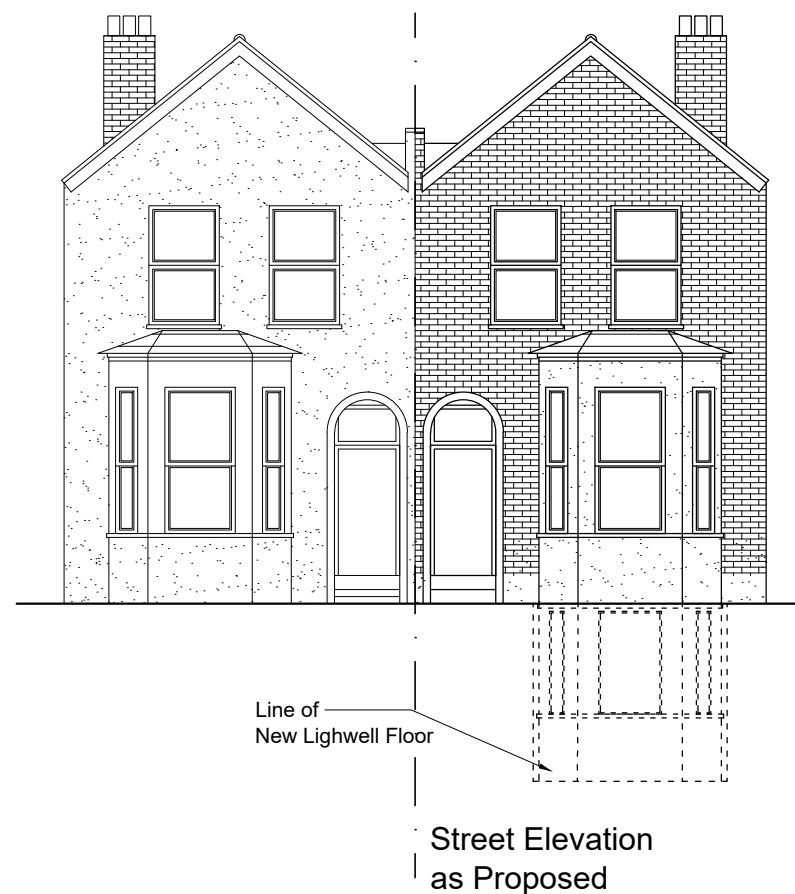 Line of
New Lighwell Floor
Street Elevation
as Proposed